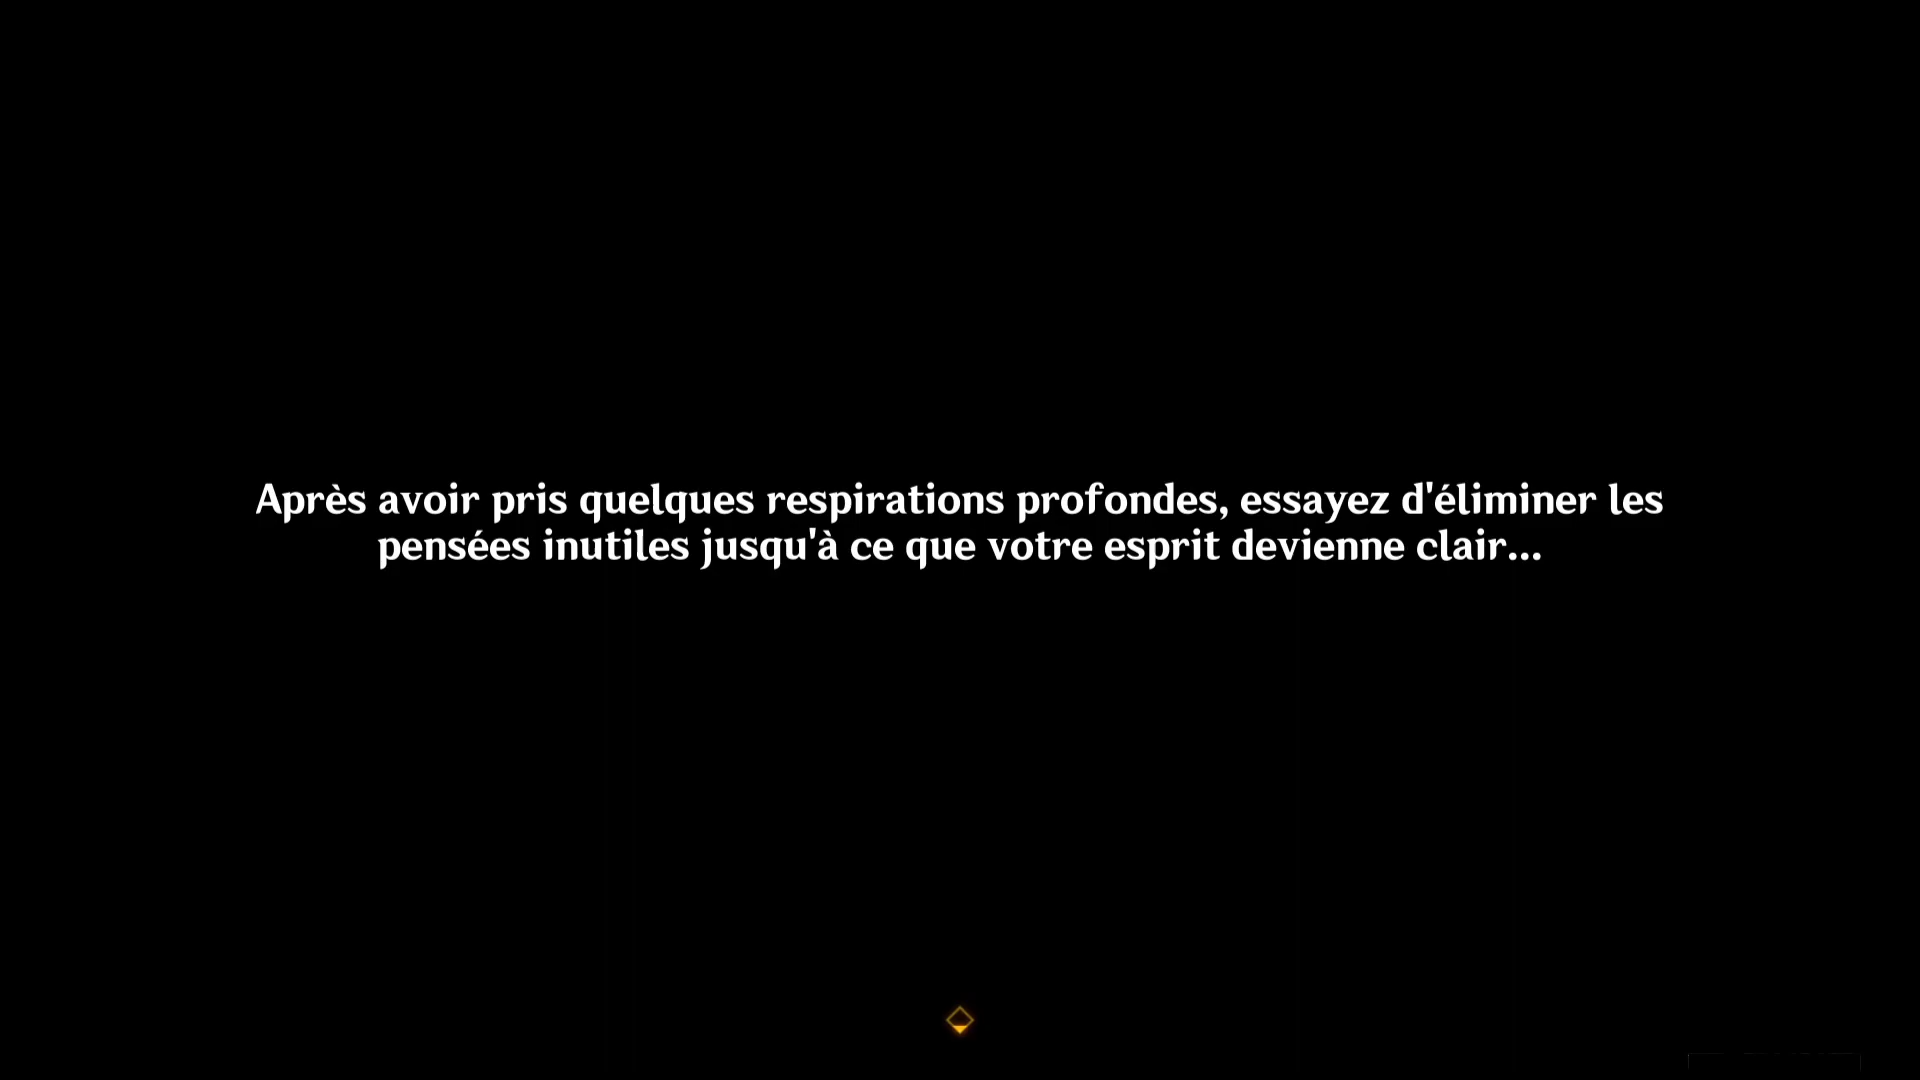 Après avoir pris quelques respirations profondes, essayez d'éliminer les
pensées inutiles jusqu'à ce que votre esprit devienne clair...